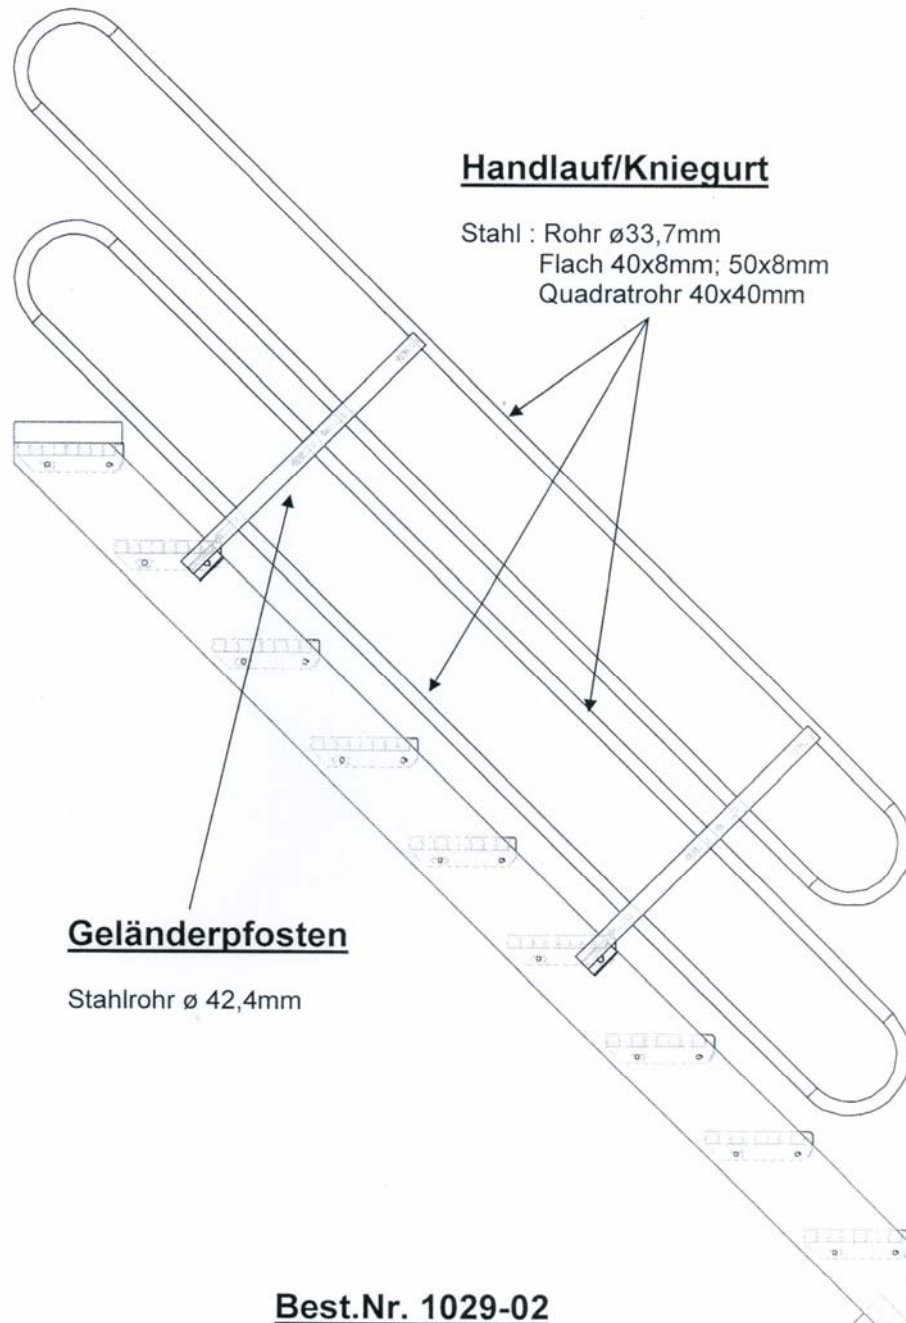 Handlauf/Kniegurt
Stahl : Rohr ø33,7mm
Flach 40x8mm; 50x8mm
Quadratrohr 40x40mm
Geländerpfosten
Stahlrohr ø 42,4mm
Best.Nr. 1029-02